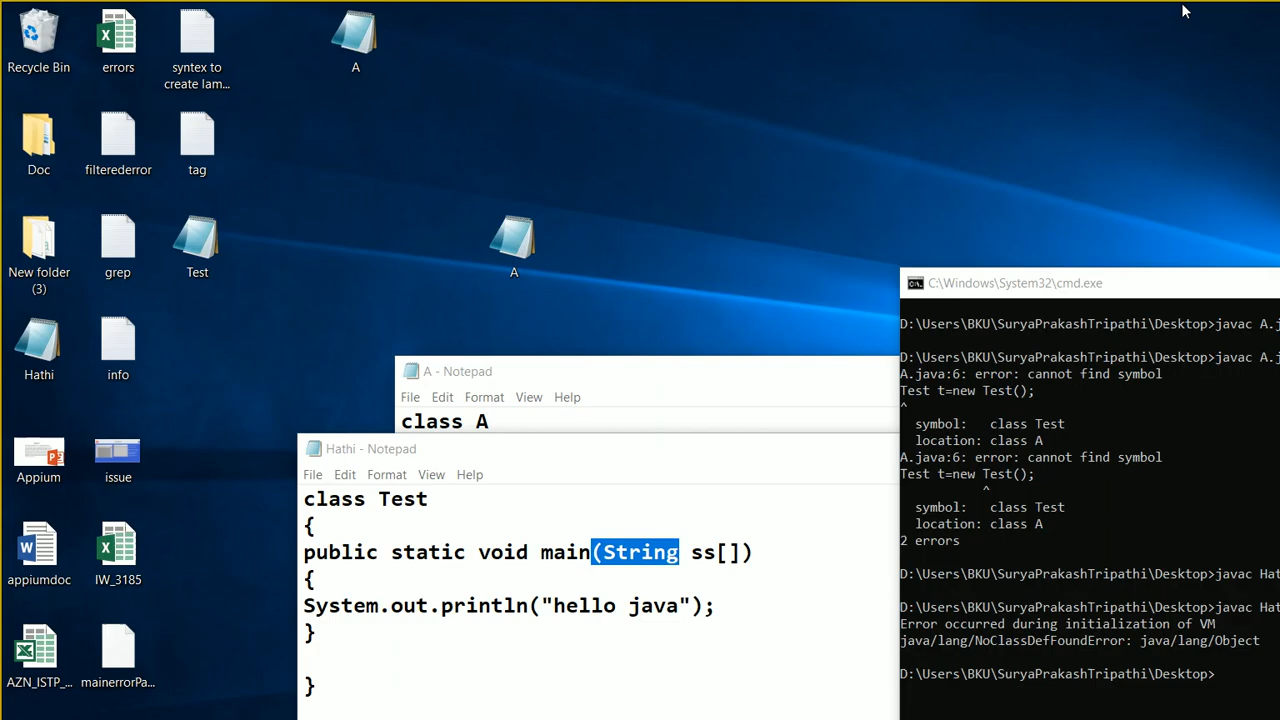 Recycle Bin
errors
syntex to
create lam...
A
Doc
filterederror
tag
New folder
(3)
grep
Test
A
Hathi
info
Appium
issue
appiumdoc
IW_3185
AZN_ISTP_...
mainerrorPa...
A - Notepad
File Edit Format View Help
class A
Hathi - Notepad
File Edit Format View Help
class Test
{
public static void main(String ss[])
{
System.out.println("hello java");
}
}
C:\Windows\System32\cmd.exe
D:\Users\BKU\SuryaPrakashTripathi\Desktop>javac A.j
D:\Users\BKU\SuryaPrakashTripathi\Desktop>javac A.j
A.java:6: error: cannot find symbol
Test t=new Test();
^
symbol: class Test
location: class A
A.java:6: error: cannot find symbol
Test t=new Test();
^
symbol: class Test
location: class A
2 errors
D:\Users\BKU\SuryaPrakashTripathi\Desktop>javac Hat
D:\Users\BKU\SuryaPrakashTripathi\Desktop>javac Hat
Error occurred during initialization of VM
java/lang/NoClassDefFoundError: java/lang/Object
D:\Users\BKU\SuryaPrakashTripathi\Desktop>